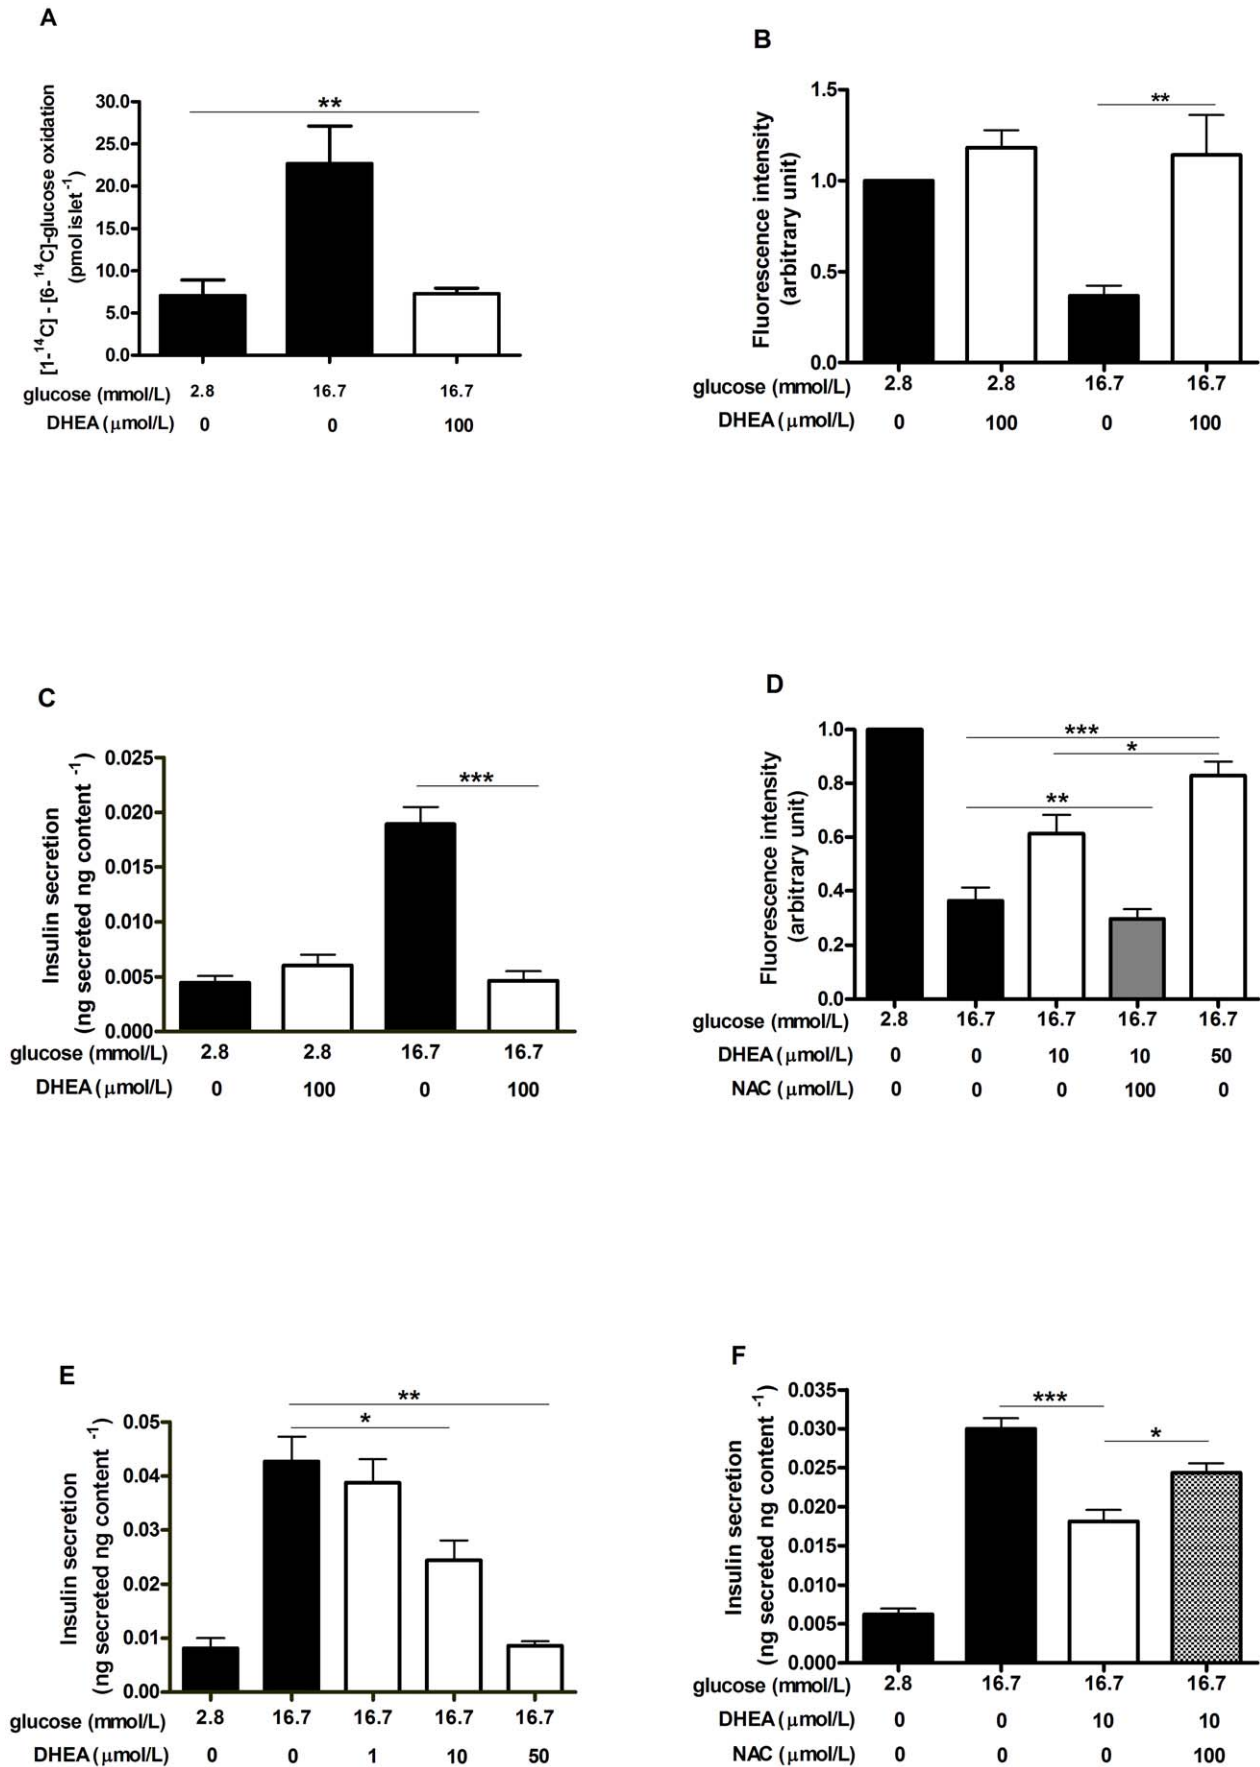 A
[1-¹⁴C] - [6-¹⁴C]-glucose oxidation
(pmol islet⁻¹)
30.0
25.0
20.0
15.0
10.0
5.0
0.0
**
glucose (mmol/L) 2.8 16.7 16.7
DHEA (μmol/L) 0 0 100
B
Fluorescence intensity
(arbitrary unit)
1.5
1.0
0.5
0.0
**
glucose (mmol/L) 2.8 2.8 16.7 16.7
DHEA (μmol/L) 0 100 0 100
C
Insulin secretion
(ng secreted ng content ⁻¹)
0.025
0.020
0.015
0.010
0.005
0.000
***
glucose (mmol/L) 2.8 2.8 16.7 16.7
DHEA (μmol/L) 0 100 0 100
D
Fluorescence intensity
(arbitrary unit)
1.0
0.8
0.6
0.4
0.2
0.0
***
*
**
glucose (mmol/L) 2.8 16.7 16.7 16.7 16.7
DHEA (μmol/L) 0 0 10 10 50
NAC (μmol/L) 0 0 0 100 0
E
Insulin secretion
(ng secreted ng content ⁻¹)
0.05
0.04
0.03
0.02
0.01
0.00
**
*
glucose (mmol/L) 2.8 16.7 16.7 16.7 16.7
DHEA (μmol/L) 0 0 1 10 50
F
Insulin secretion
(ng secreted ng content ⁻¹)
0.035
0.030
0.025
0.020
0.015
0.010
0.005
0.000
***
*
glucose (mmol/L) 2.8 16.7 16.7 16.7
DHEA (μmol/L) 0 0 10 10
NAC (μmol/L) 0 0 0 100